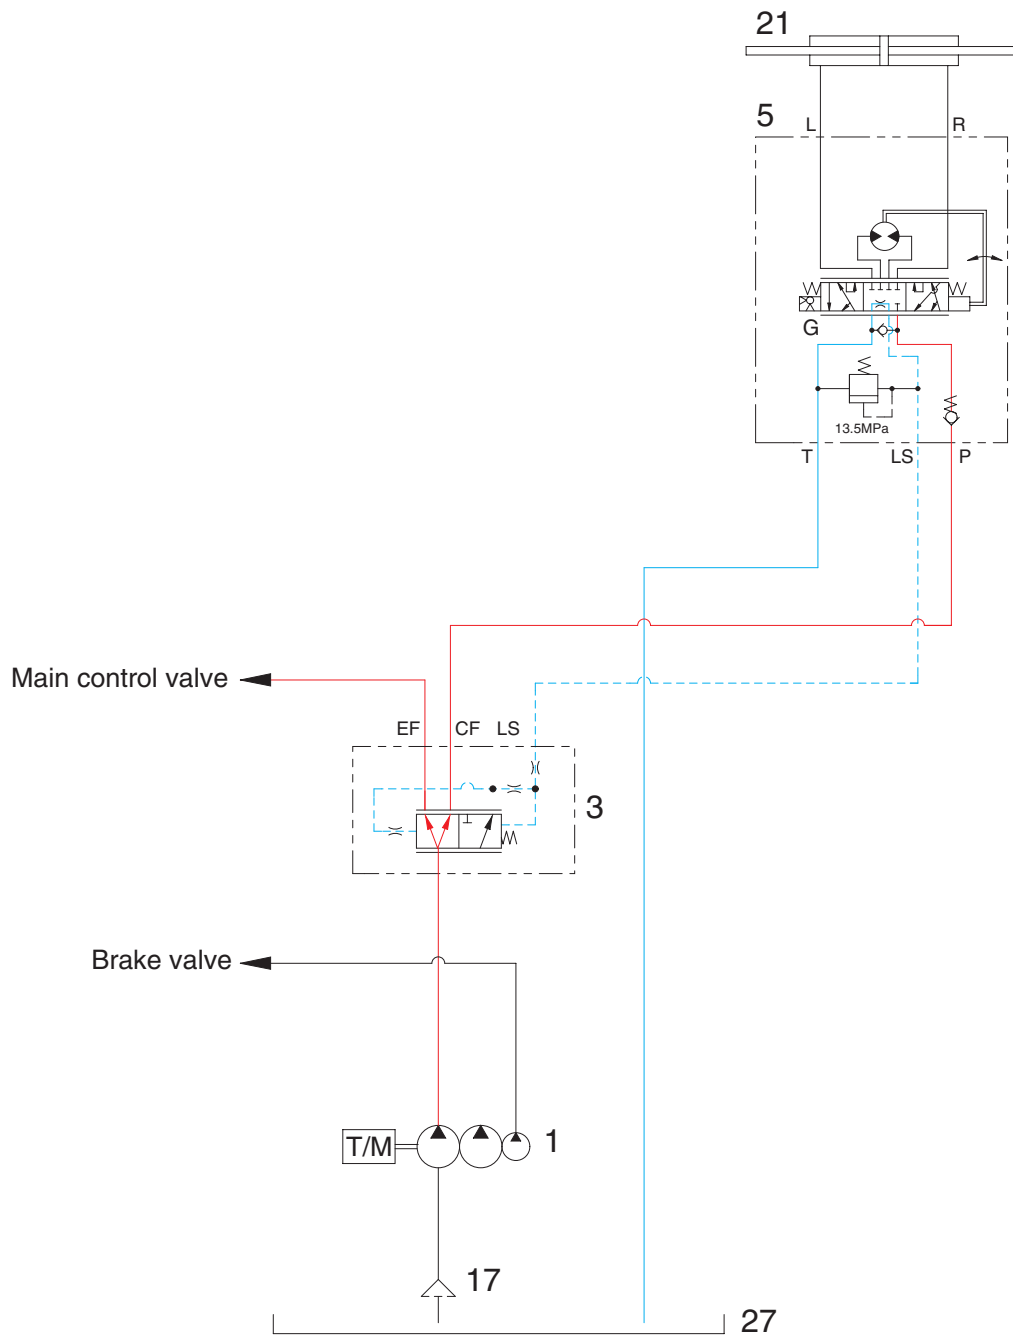 21
5
L R
G
13.5MPa
T LS P
Main control valve
EF CF LS
3
Brake valve
T/M
1
17
27